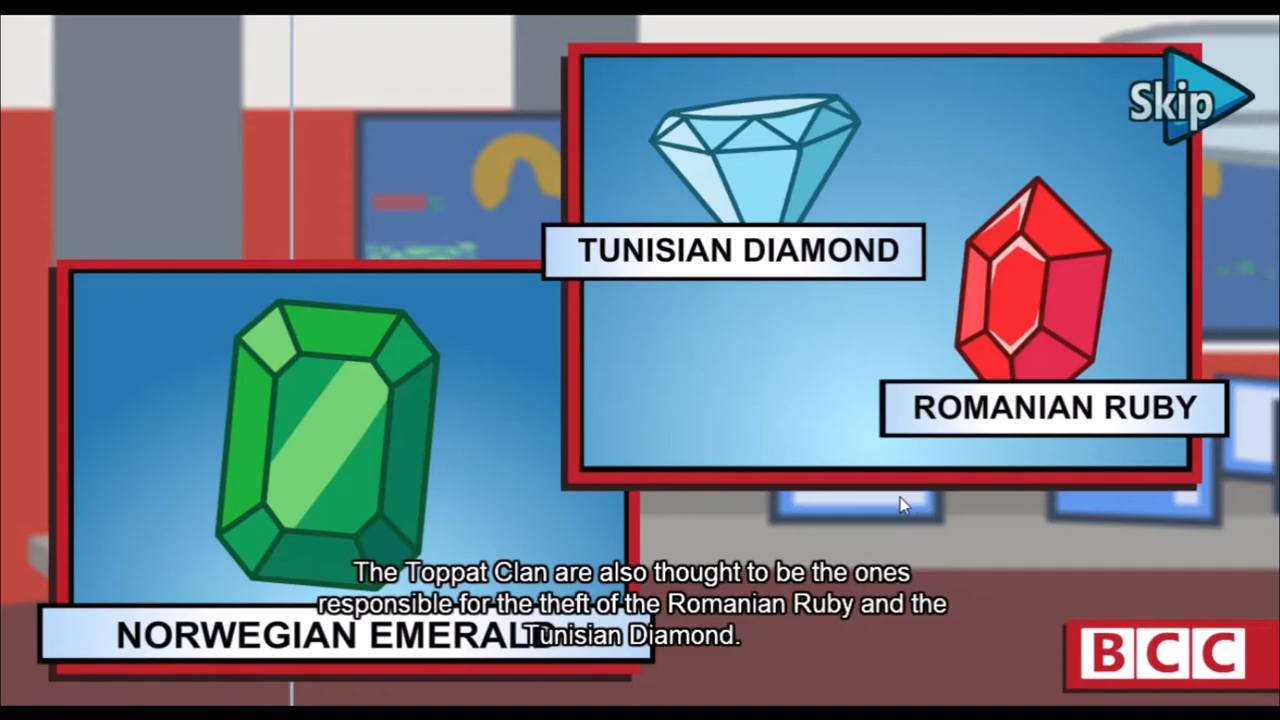 Skip
TUNISIAN DIAMOND
ROMANIAN RUBY
The Toppat Clan are also thought to be the ones
responsible for the theft of the Romanian Ruby and the
Tunisian Diamond.
NORWEGIAN EMERALD
BCC